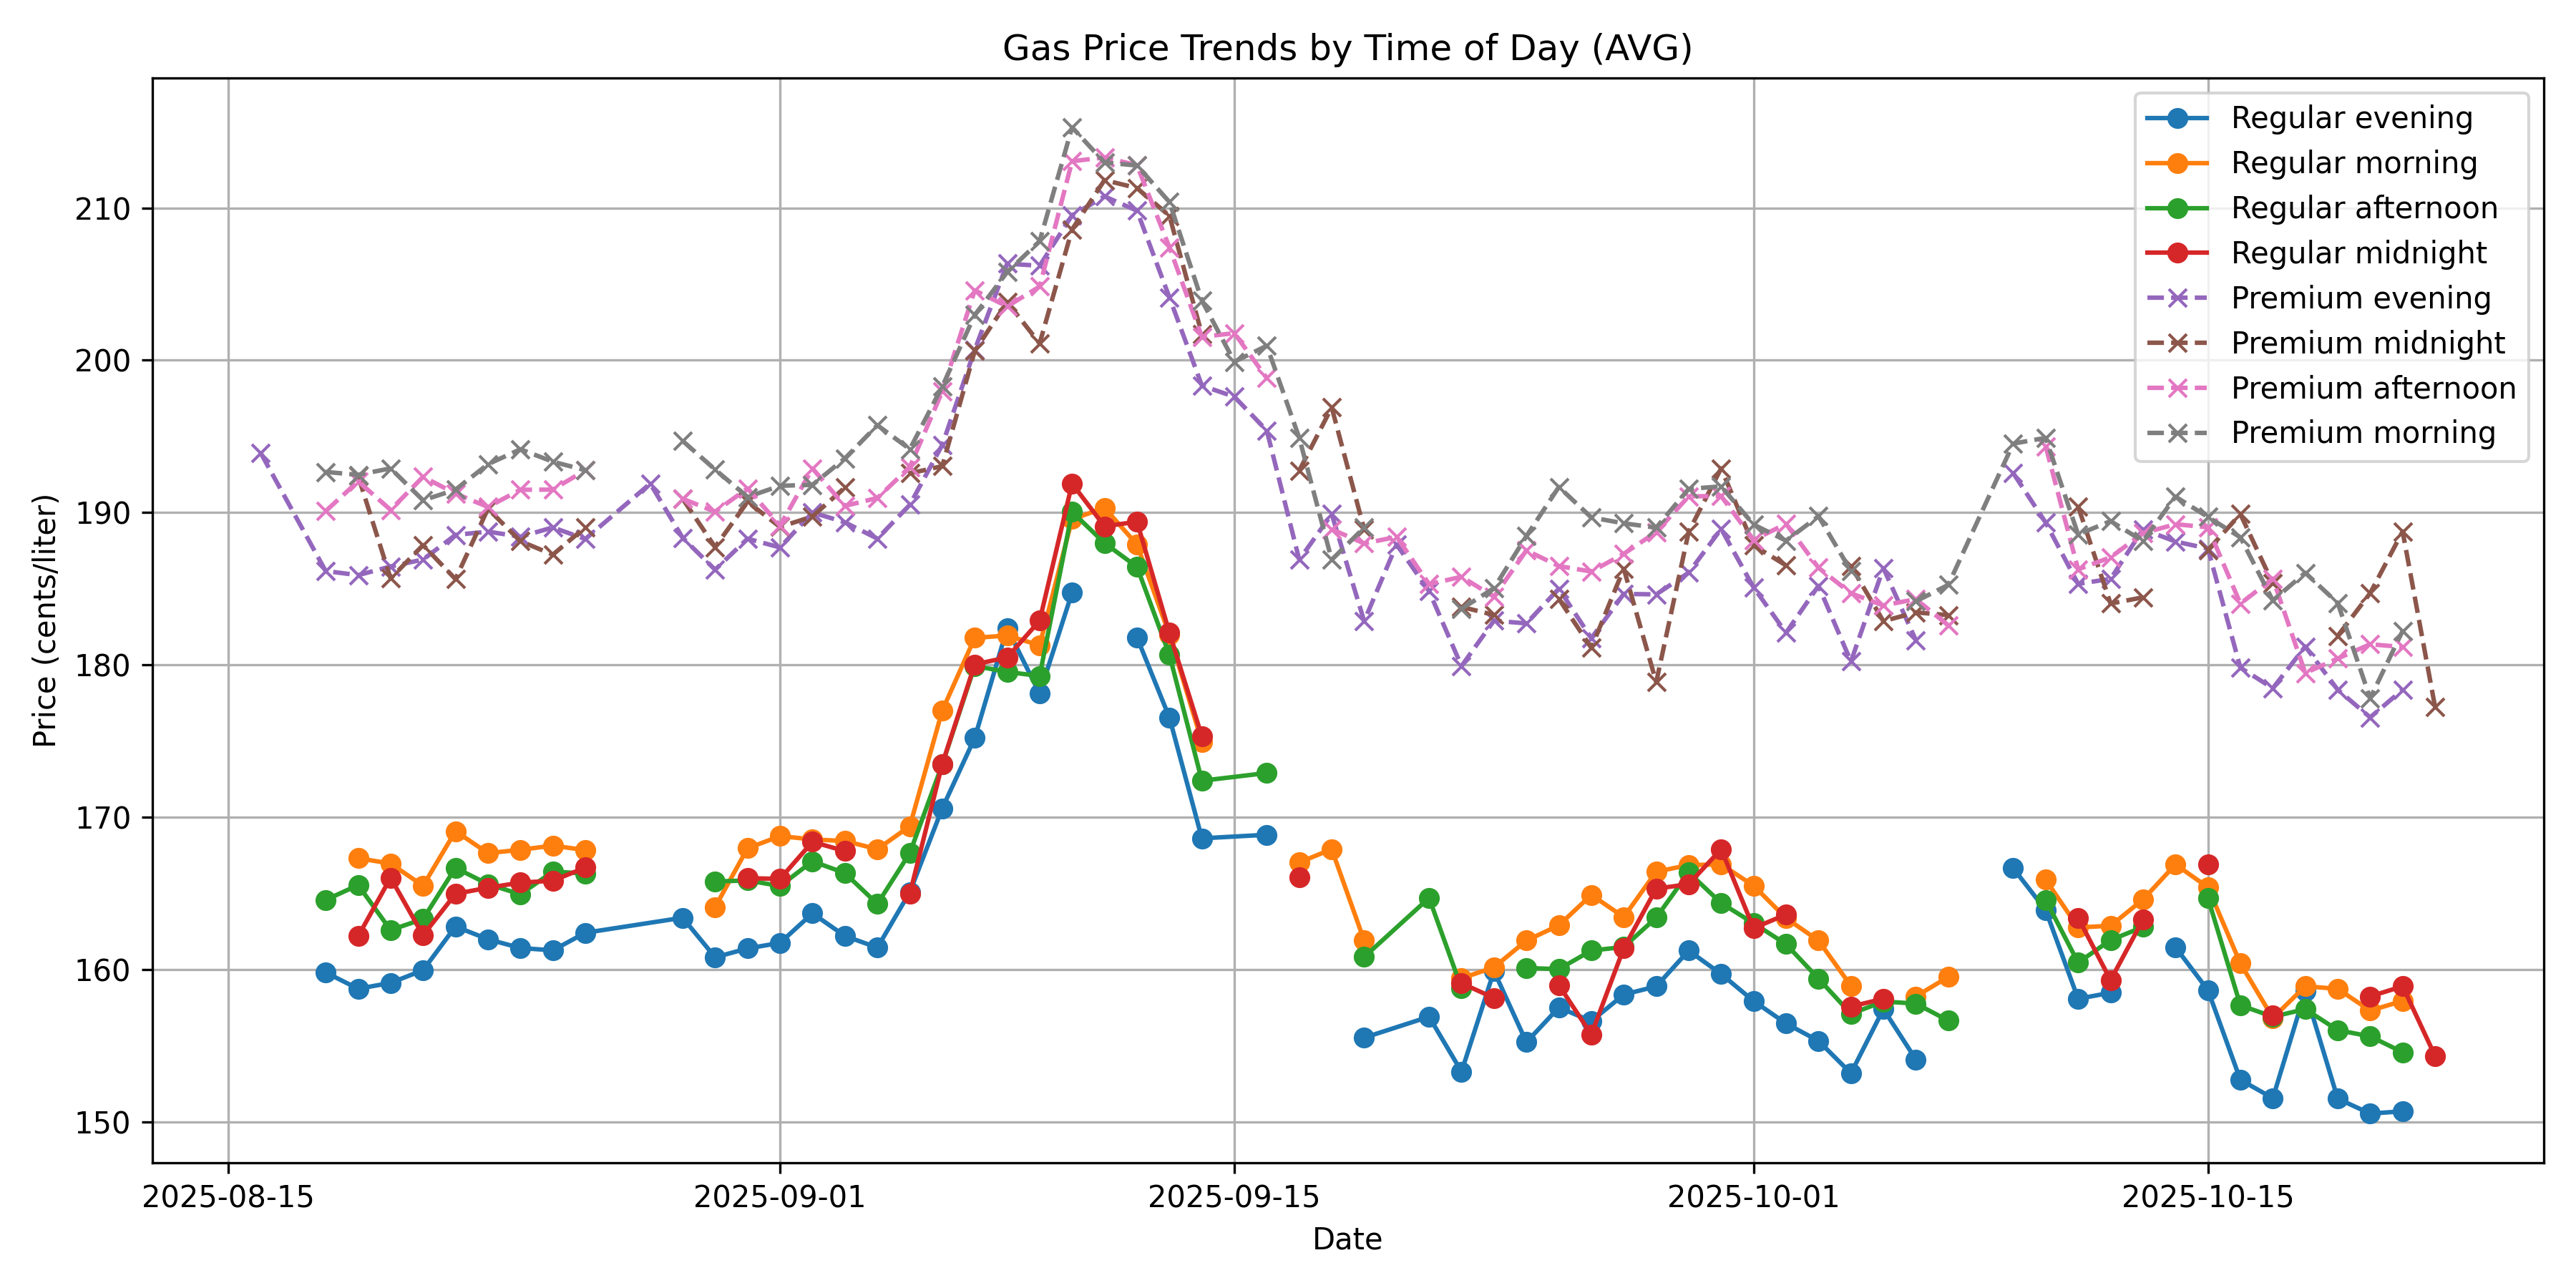 Gas Price Trends by Time of Day (AVG)
Regular evening
Regular morning
Regular afternoon
Regular midnight
Premium evening
Premium midnight
Premium afternoon
Premium morning
Price (cents/liter)
210
200
190
180
170
160
150
2025-08-15
2025-09-01
2025-09-15
2025-10-01
2025-10-15
Date